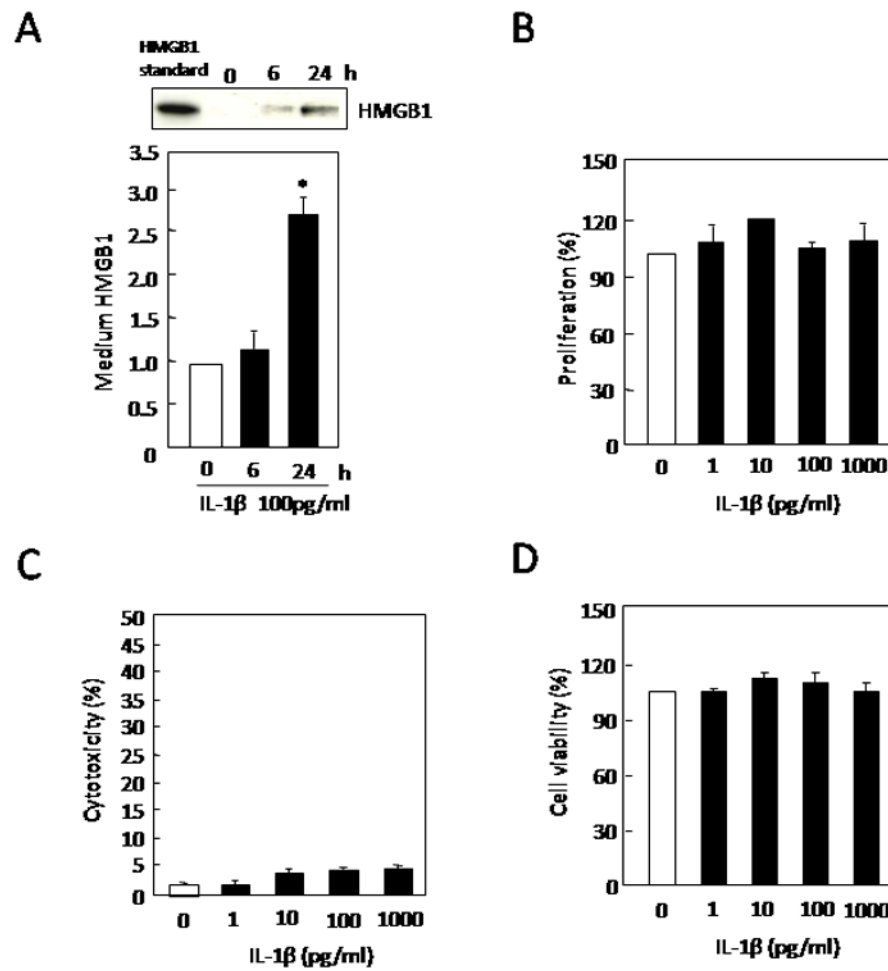 A
HMGB1
standard 0 6 24 h
HMGB1
3.5
3.0
2.5
2.0
1.5
1.0
0.5
0
Medium HMGB1
*
0 6 24 h
IL-1β 100pg/ml
B
150
120
90
60
30
0
Proliferation (%)
0 1 10 100 1000
IL-1β (pg/ml)
C
50
45
40
35
30
25
20
15
10
5
0
Cytotoxicity (%)
0 1 10 100 1000
IL-1β (pg/ml)
D
150
120
90
60
30
0
Cell viability (%)
0 1 10 100 1000
IL-1β (pg/ml)